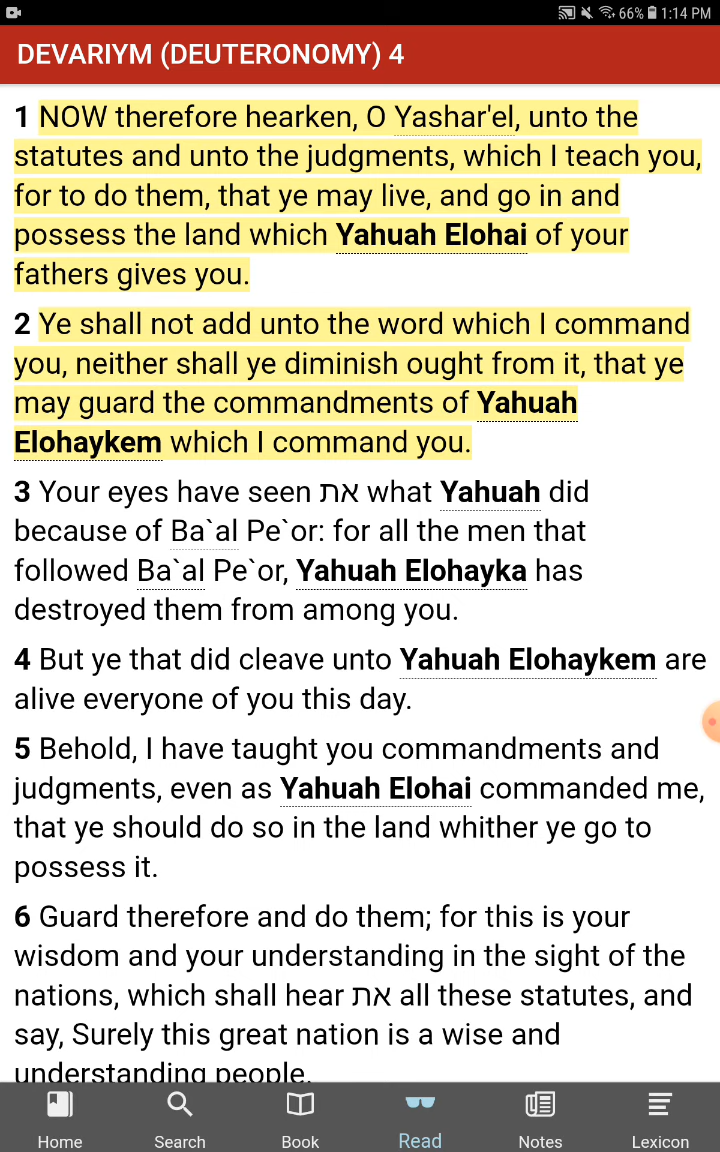 66% 1:14 PM
DEVARIYM (DEUTERONOMY) 4
1 NOW therefore hearken, O Yashar'el, unto the
statutes and unto the judgments, which I teach you,
for to do them, that ye may live, and go in and
possess the land which Yahuah Elohai of your
fathers gives you.
2 Ye shall not add unto the word which I command
you, neither shall ye diminish ought from it, that ye
may guard the commandments of Yahuah
Elohaykem which I command you.
3 Your eyes have seen את what Yahuah did
because of Ba`al Pe`or: for all the men that
followed Ba`al Pe`or, Yahuah Elohayka has
destroyed them from among you.
4 But ye that did cleave unto Yahuah Elohaykem are
alive everyone of you this day.
5 Behold, I have taught you commandments and
judgments, even as Yahuah Elohai commanded me,
that ye should do so in the land whither ye go to
possess it.
6 Guard therefore and do them; for this is your
wisdom and your understanding in the sight of the
nations, which shall hear את all these statutes, and
say, Surely this great nation is a wise and
understanding people.
Home Search Book Read Notes Lexicon